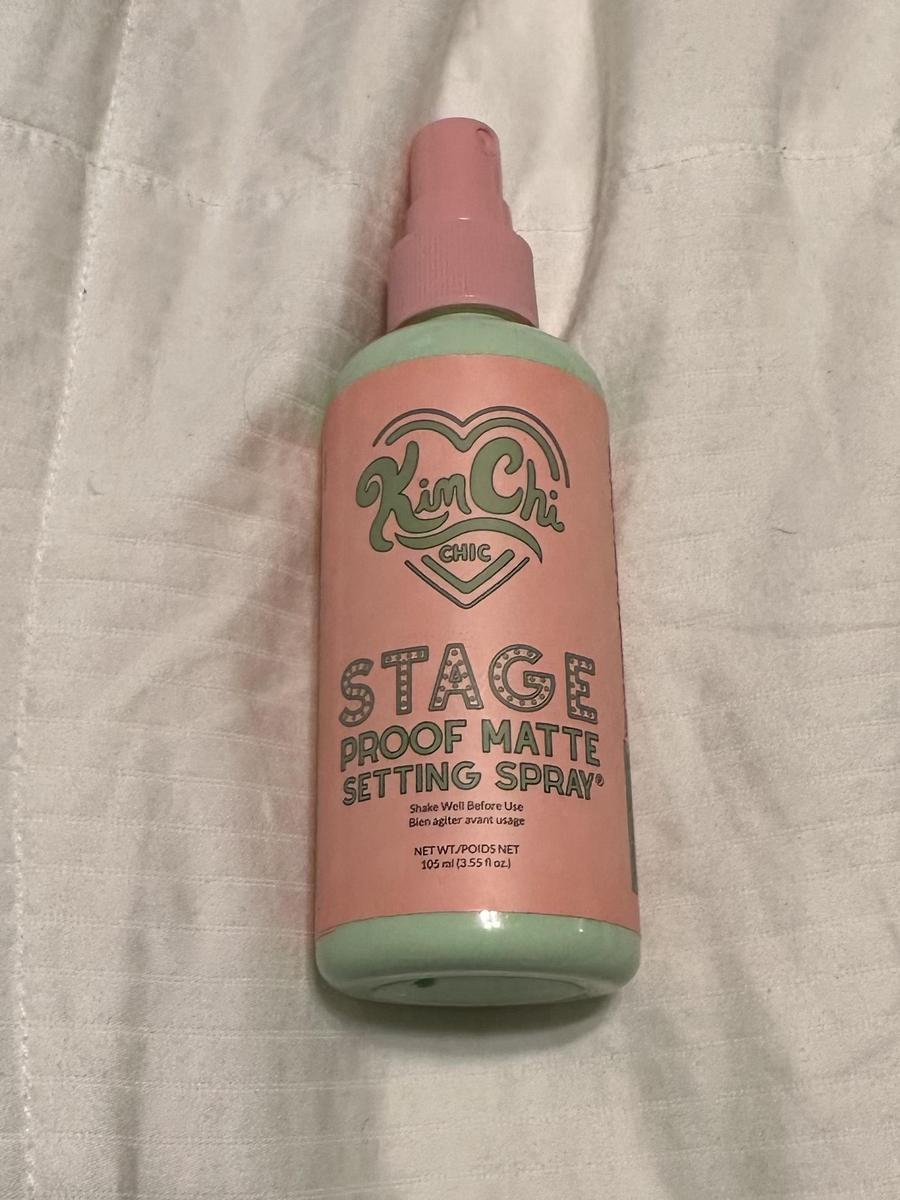 KimChi
CHIC
STAGE
PROOF MATTE
SETTING SPRAY®
Shake Well Before Use
Bien agiter avant usage
NET WT./POIDS NET
105 ml (3.55 fl oz.)